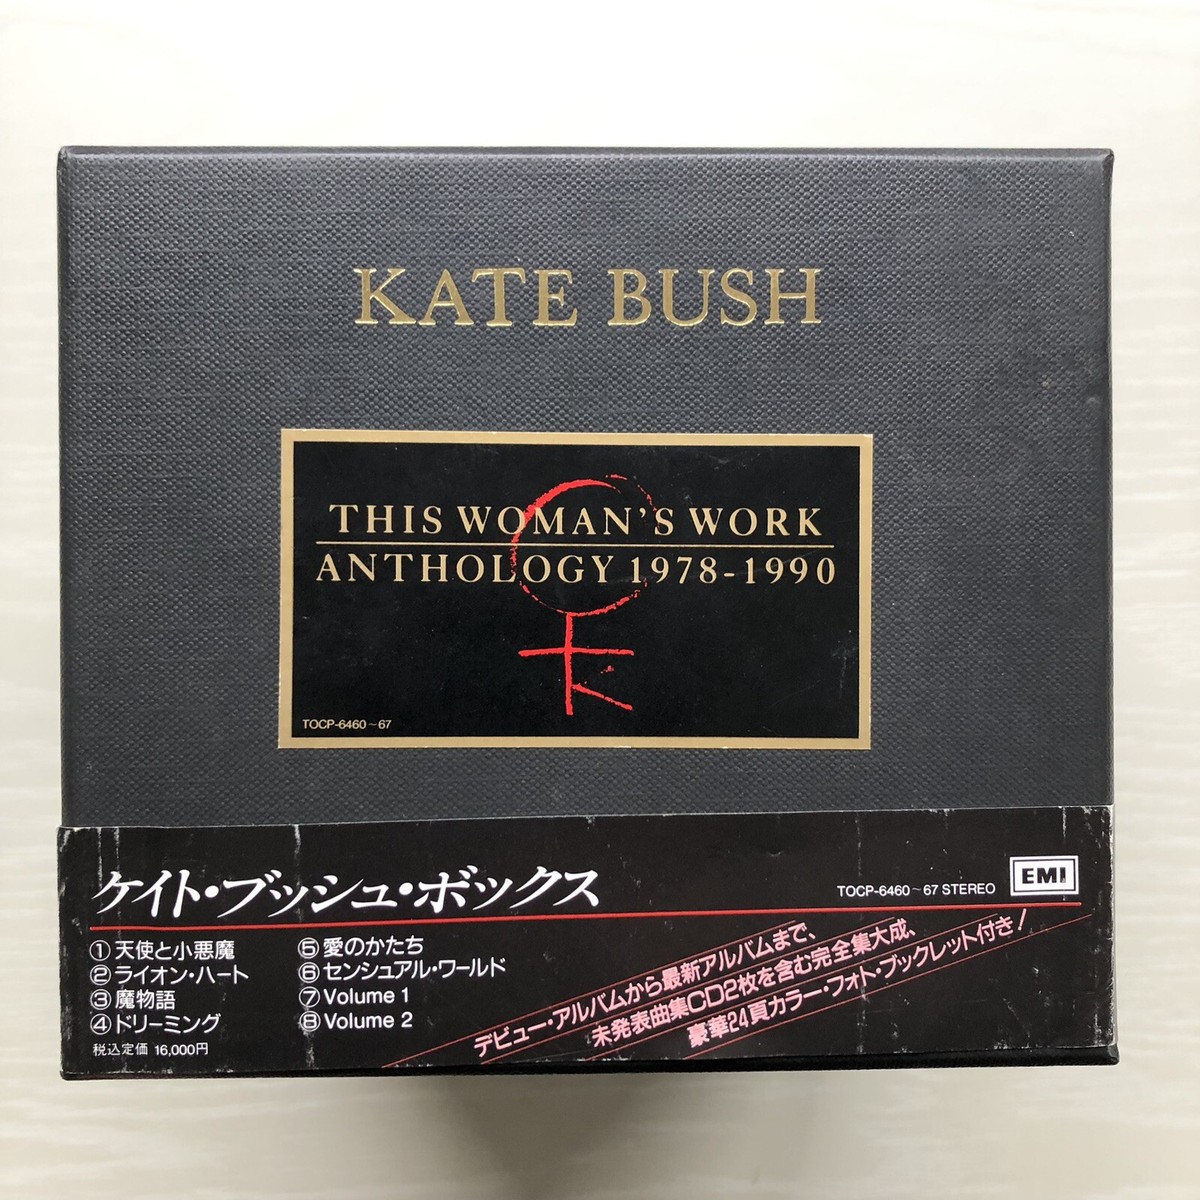 KATE BUSH
THIS WOMAN'S WORK
ANTHOLOGY 1978-1990
TOCP-6460~67
ケイト・ブッシュ・ボックス
TOCP-6460~67 STEREO
EMI
①天使と小悪魔
②ライオン・ハート
③魔物語
④ドリーミング
⑤愛のかたち
⑥センシュアル・ワールド
⑦Volume 1
⑧Volume 2
税込定価 16,000円
デビュー・アルバムから最新アルバムまで、
未発表曲集CD2枚を含む完全集大成、
豪華24頁カラー・フォト・ブックレット付き!